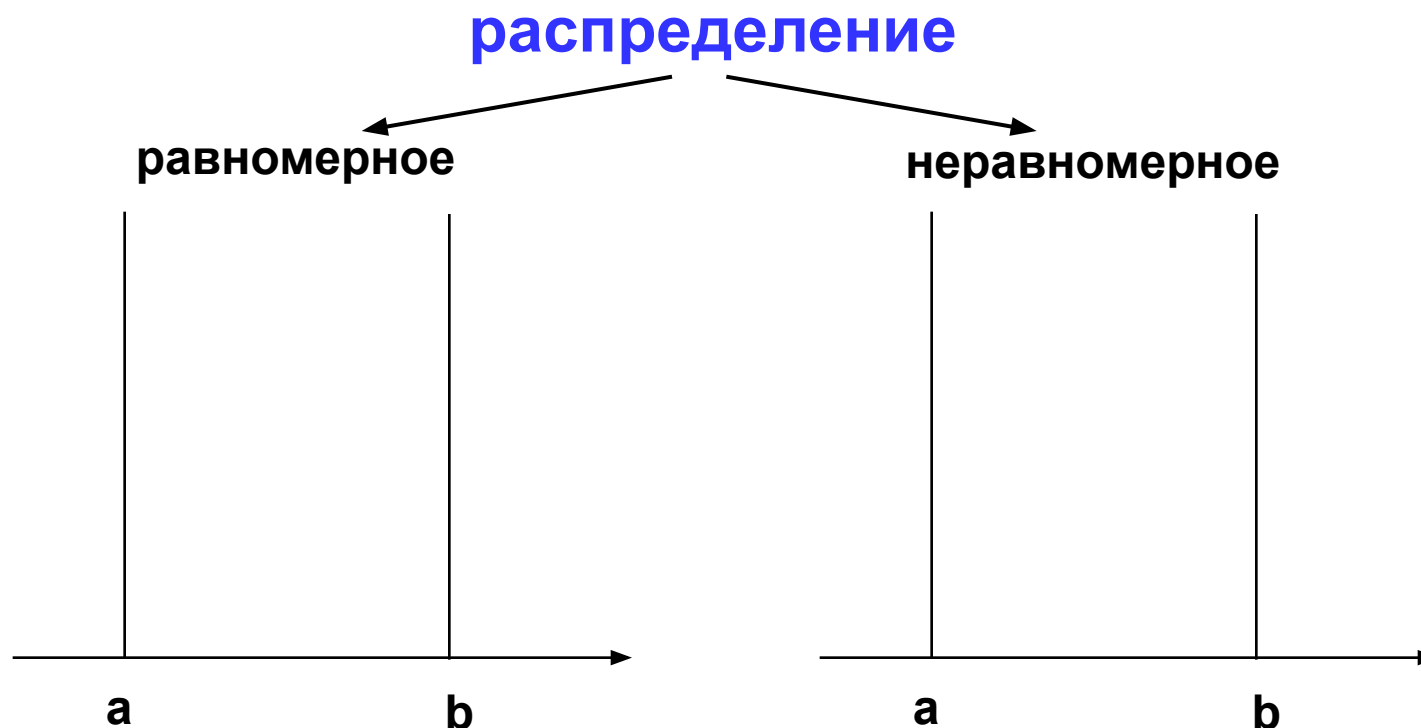 распределение
равномерное
неравномерное
a b
a b